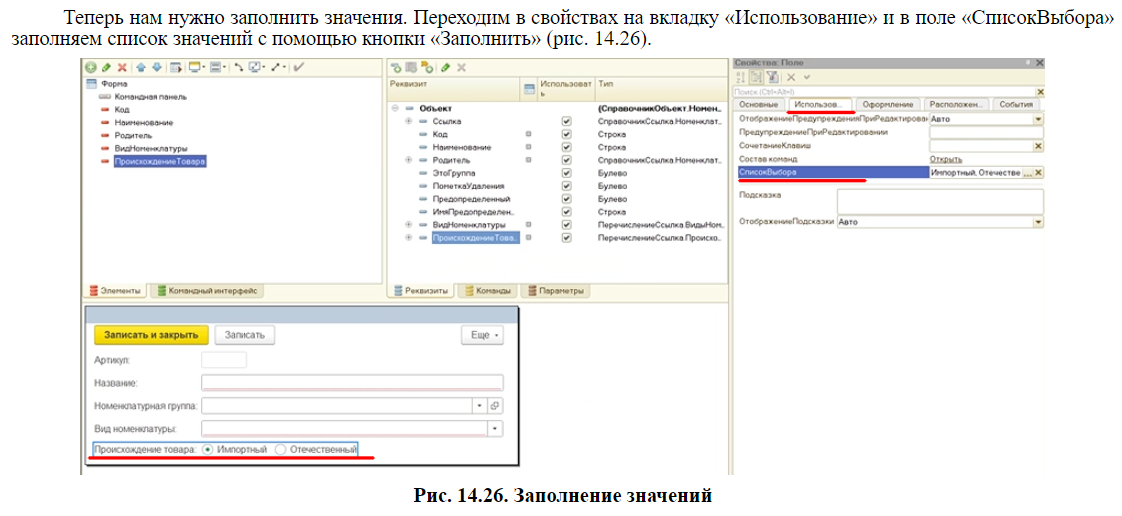 Теперь нам нужно заполнить значения. Переходим в свойствах на вкладку «Использование» и в поле «СписокВыбора»
заполняем список значений с помощью кнопки «Заполнить» (рис. 14.26).
Форма
Командная панель
Код
Наименование
Родитель
ВидНоменклатуры
ПроисхождениеТовара
Элементы
Командный интерфейс
Реквизит
Использовать
Тип
Объект
(СправочникОбъект.Номен..
Ссылка
СправочникСсылка.Номенклат..
Код
Строка
Наименование
Строка
Родитель
СправочникСсылка.Номенклат..
ЭтоГруппа
Булево
ПометкаУдаления
Булево
Предопределенный
Булево
ИмяПредопределен..
Строка
ВидНоменклатуры
ПеречислениеСсылка.ВидыНом..
ПроисхождениеТова..
ПеречислениеСсылка.Происхо..
Реквизиты
Команды
Параметры
Свойства: Поле
Поиск (Ctrl+Alt+I)
Основные
Использов...
Оформление
Расположен...
События
ОтображениеПредупрежденияПриРедактирован
Авто
ПредупреждениеПриРедактировании
СочетаниеКлавиш
Состав команд
Открыть
СписокВыбора
Импортный, Отечестве ...
Подсказка
ОтображениеПодсказки
Авто
Записать и закрыть
Записать
Еще
Артикул:
Название:
Номенклатурная группа:
Вид номенклатуры:
Происхождение товара:
Импортный
Отечественный
Рис. 14.26. Заполнение значений